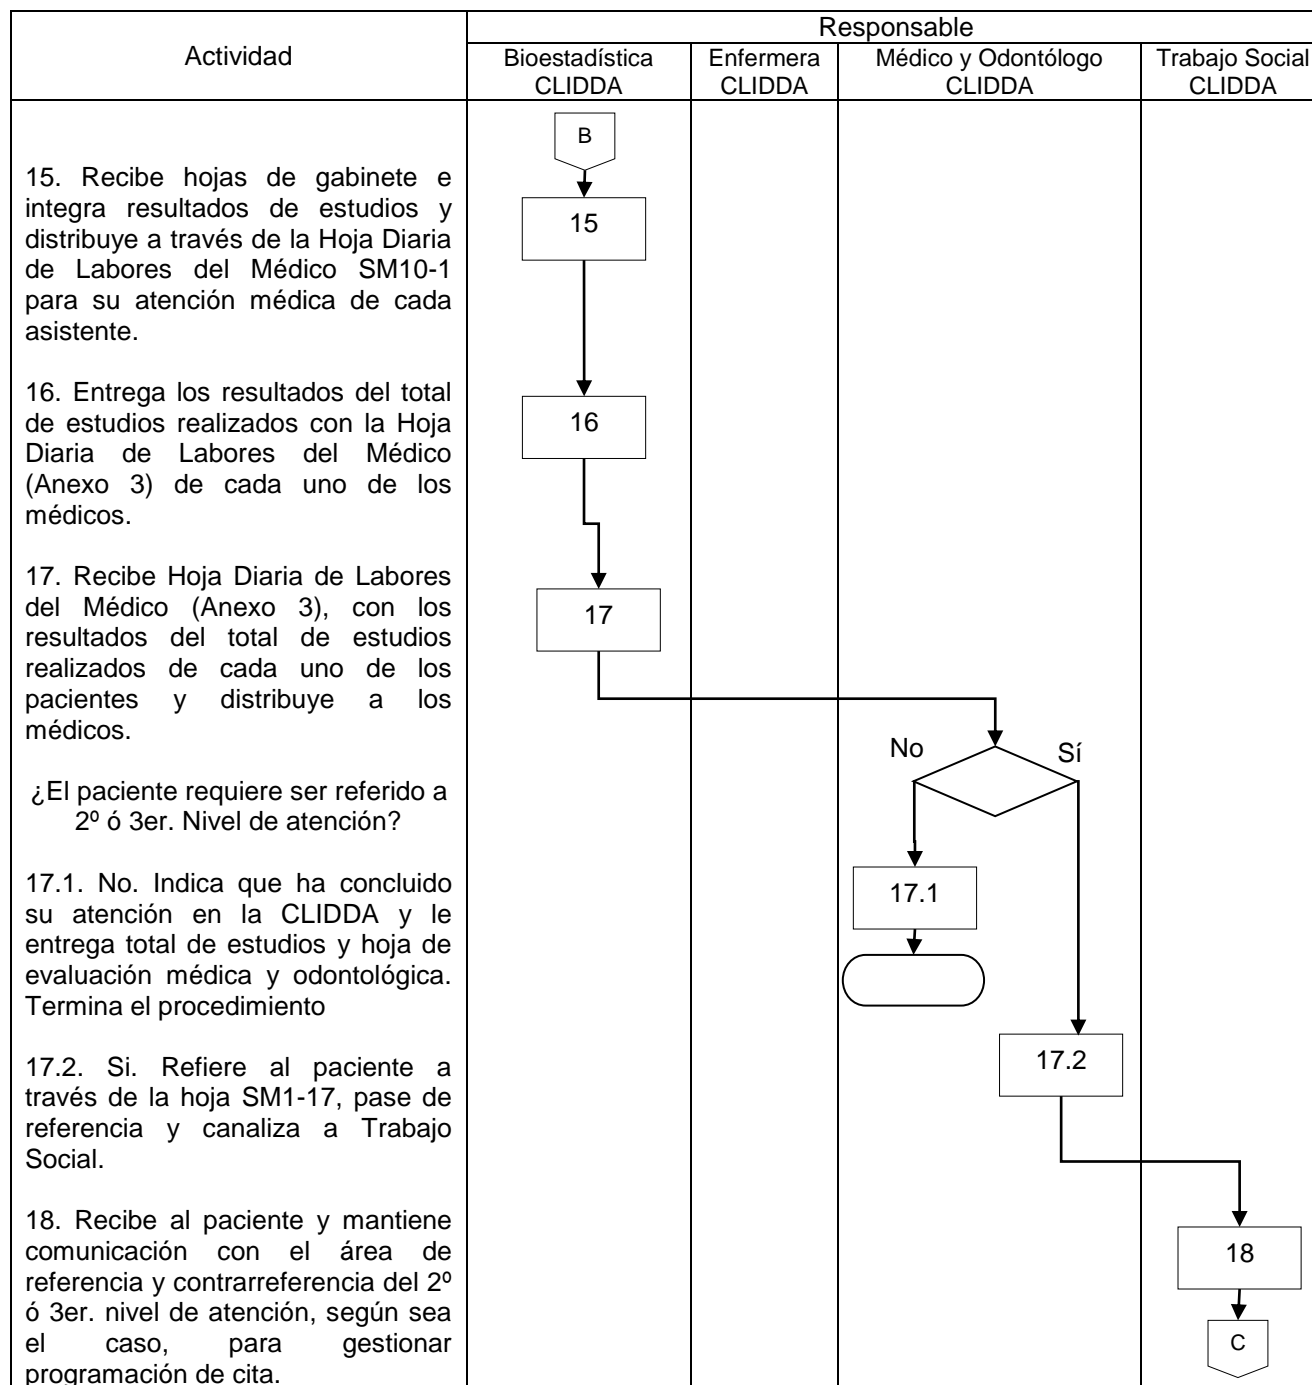 Actividad
Responsable
Bioestadística
CLIDDA
Enfermera
CLIDDA
Médico y Odontólogo
CLIDDA
Trabajo Social
CLIDDA
15. Recibe hojas de gabinete e
integra resultados de estudios y
distribuye a través de la Hoja Diaria
de Labores del Médico SM10-1
para su atención médica de cada
asistente.
16. Entrega los resultados del total
de estudios realizados con la Hoja
Diaria de Labores del Médico
(Anexo 3) de cada uno de los
médicos.
17. Recibe Hoja Diaria de Labores
del Médico (Anexo 3), con los
resultados del total de estudios
realizados de cada uno de los
pacientes y distribuye a los
médicos.
¿El paciente requiere ser referido a
2º ó 3er. Nivel de atención?
17.1. No. Indica que ha concluido
su atención en la CLIDDA y le
entrega total de estudios y hoja de
evaluación médica y odontológica.
Termina el procedimiento
17.2. Si. Refiere al paciente a
través de la hoja SM1-17, pase de
referencia y canaliza a Trabajo
Social.
18. Recibe al paciente y mantiene
comunicación con el área de
referencia y contrarreferencia del 2º
ó 3er. nivel de atención, según sea
el caso, para gestionar
programación de cita.
B
15
16
17
No
Sí
17.1
17.2
18
C